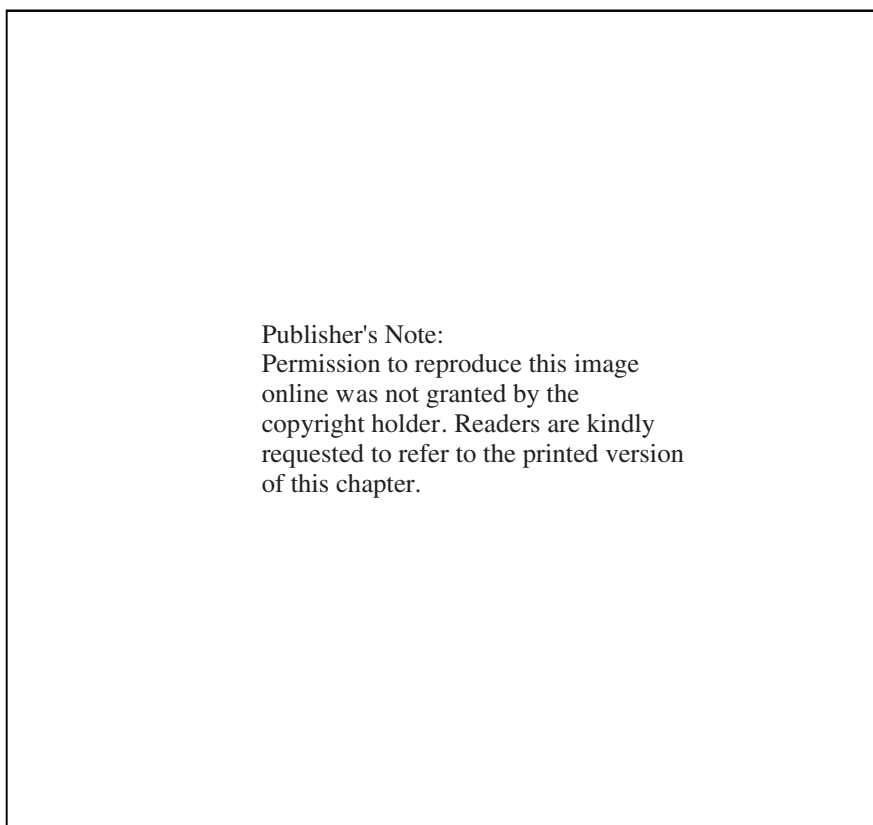 Publisher's Note:
Permission to reproduce this image
online was not granted by the
copyright holder. Readers are kindly
requested to refer to the printed version
of this chapter.